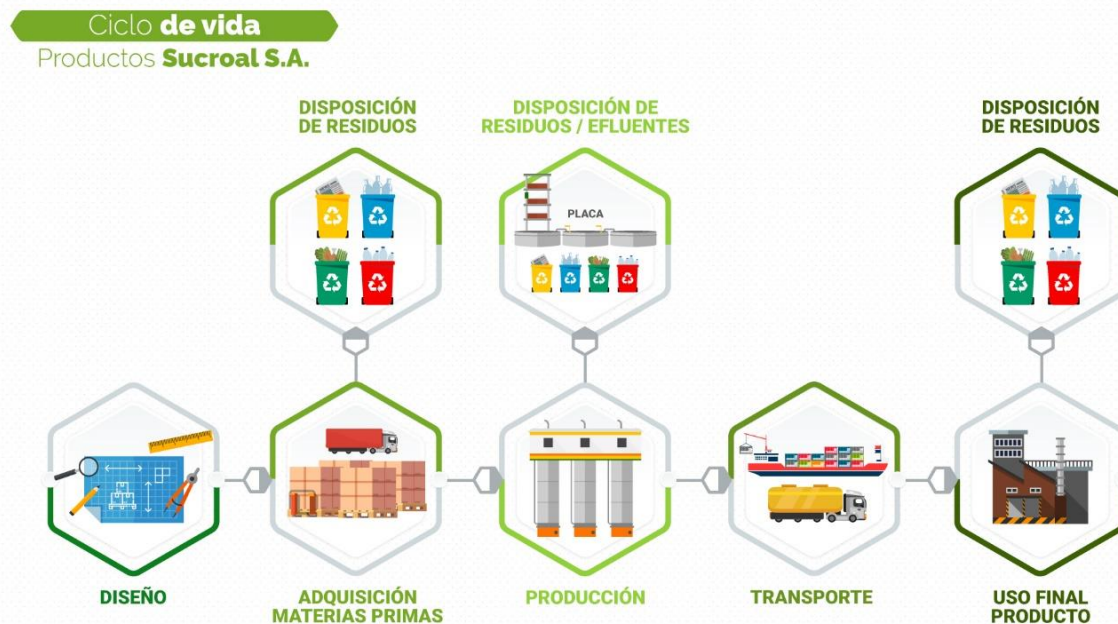 Ciclo de vida
Productos Sucroal S.A.
DISPOSICIÓN
DE RESIDUOS
DISPOSICIÓN DE
RESIDUOS / EFLUENTES
DISPOSICIÓN
DE RESIDUOS
PLACA
DISEÑO
ADQUISICIÓN
MATERIAS PRIMAS
PRODUCCIÓN
TRANSPORTE
USO FINAL
PRODUCTO